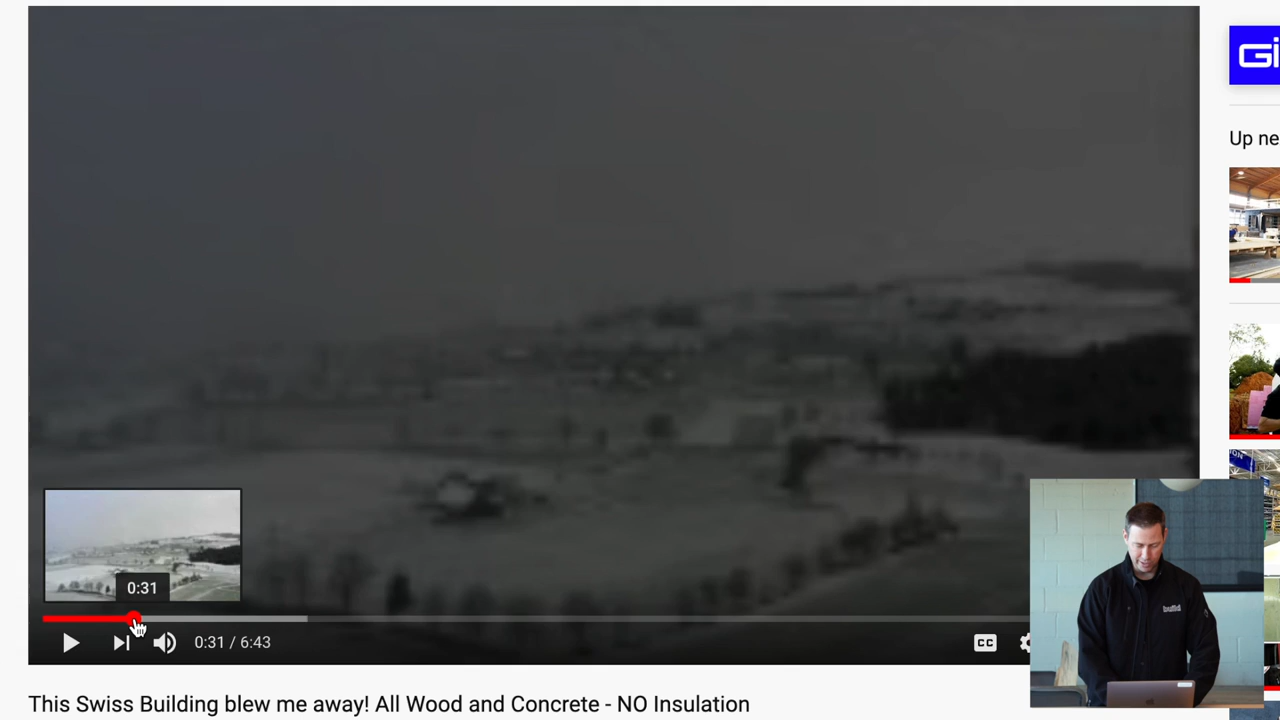 Gi
Up ne
0:31
0:31 / 6:43
CC
build
This Swiss Building blew me away! All Wood and Concrete - NO Insulation